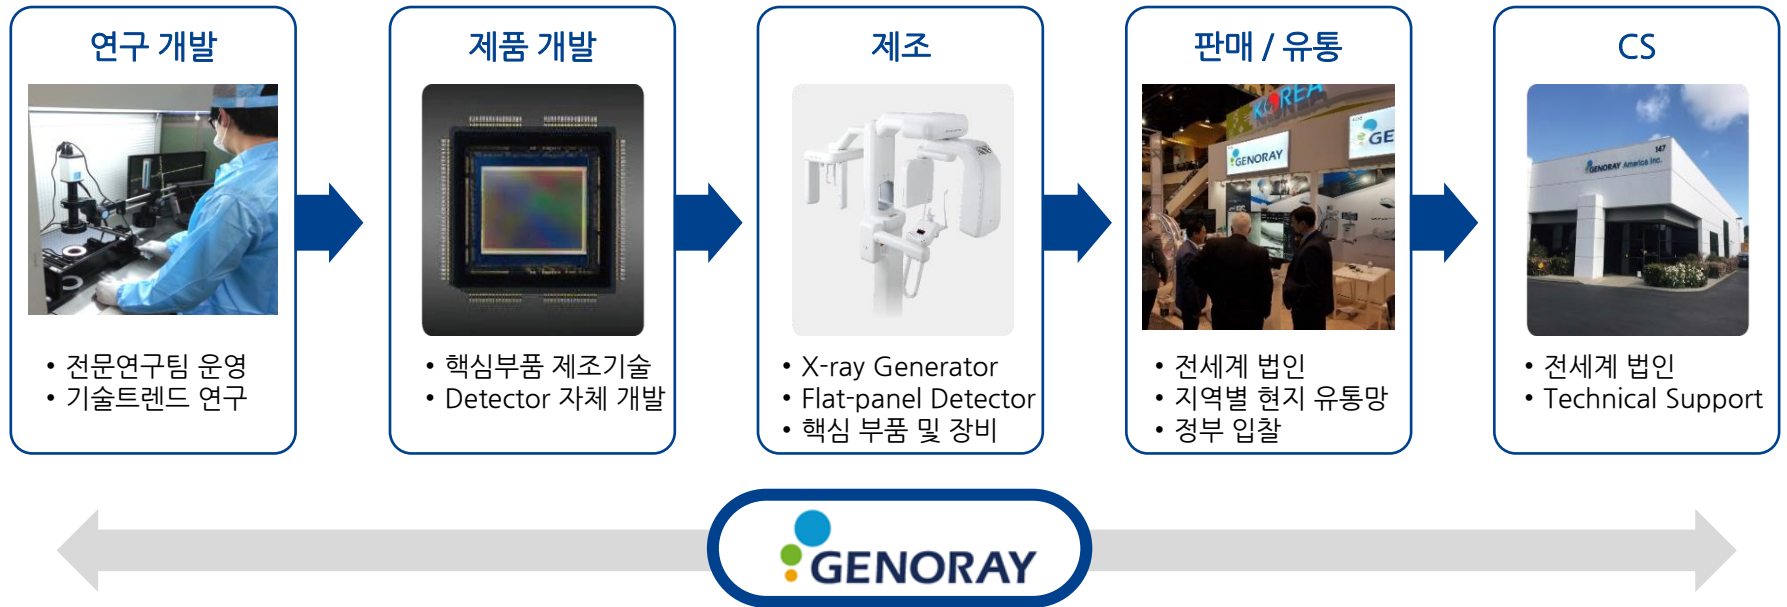 연구 개발
• 전문연구팀 운영
• 기술트렌드 연구
제품 개발
• 핵심부품 제조기술
• Detector 자체 개발
제조
• X-ray Generator
• Flat-panel Detector
• 핵심 부품 및 장비
판매 / 유통
KOREA
GENORAY
GE
• 전세계 법인
• 지역별 현지 유통망
• 정부 입찰
CS
147
GENORAY America Inc.
• 전세계 법인
• Technical Support
GENORAY